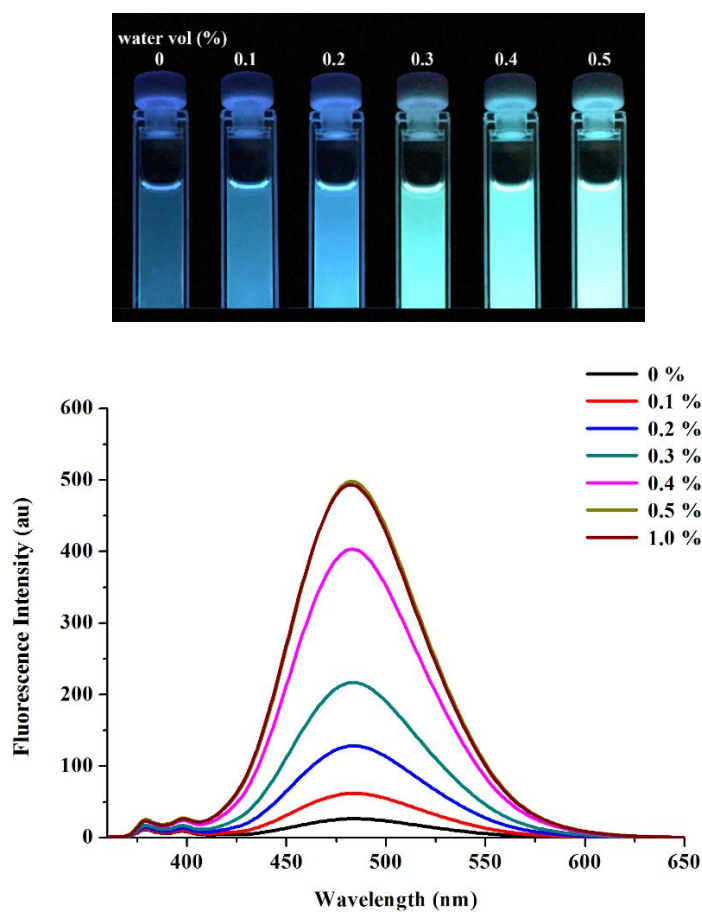 water vol (%)
0 0.1 0.2 0.3 0.4 0.5
0 %
0.1 %
0.2 %
0.3 %
0.4 %
0.5 %
1.0 %
600
500
400
300
200
100
0
Fluorescence Intensity (au)
400 450 500 550 600 650
Wavelength (nm)